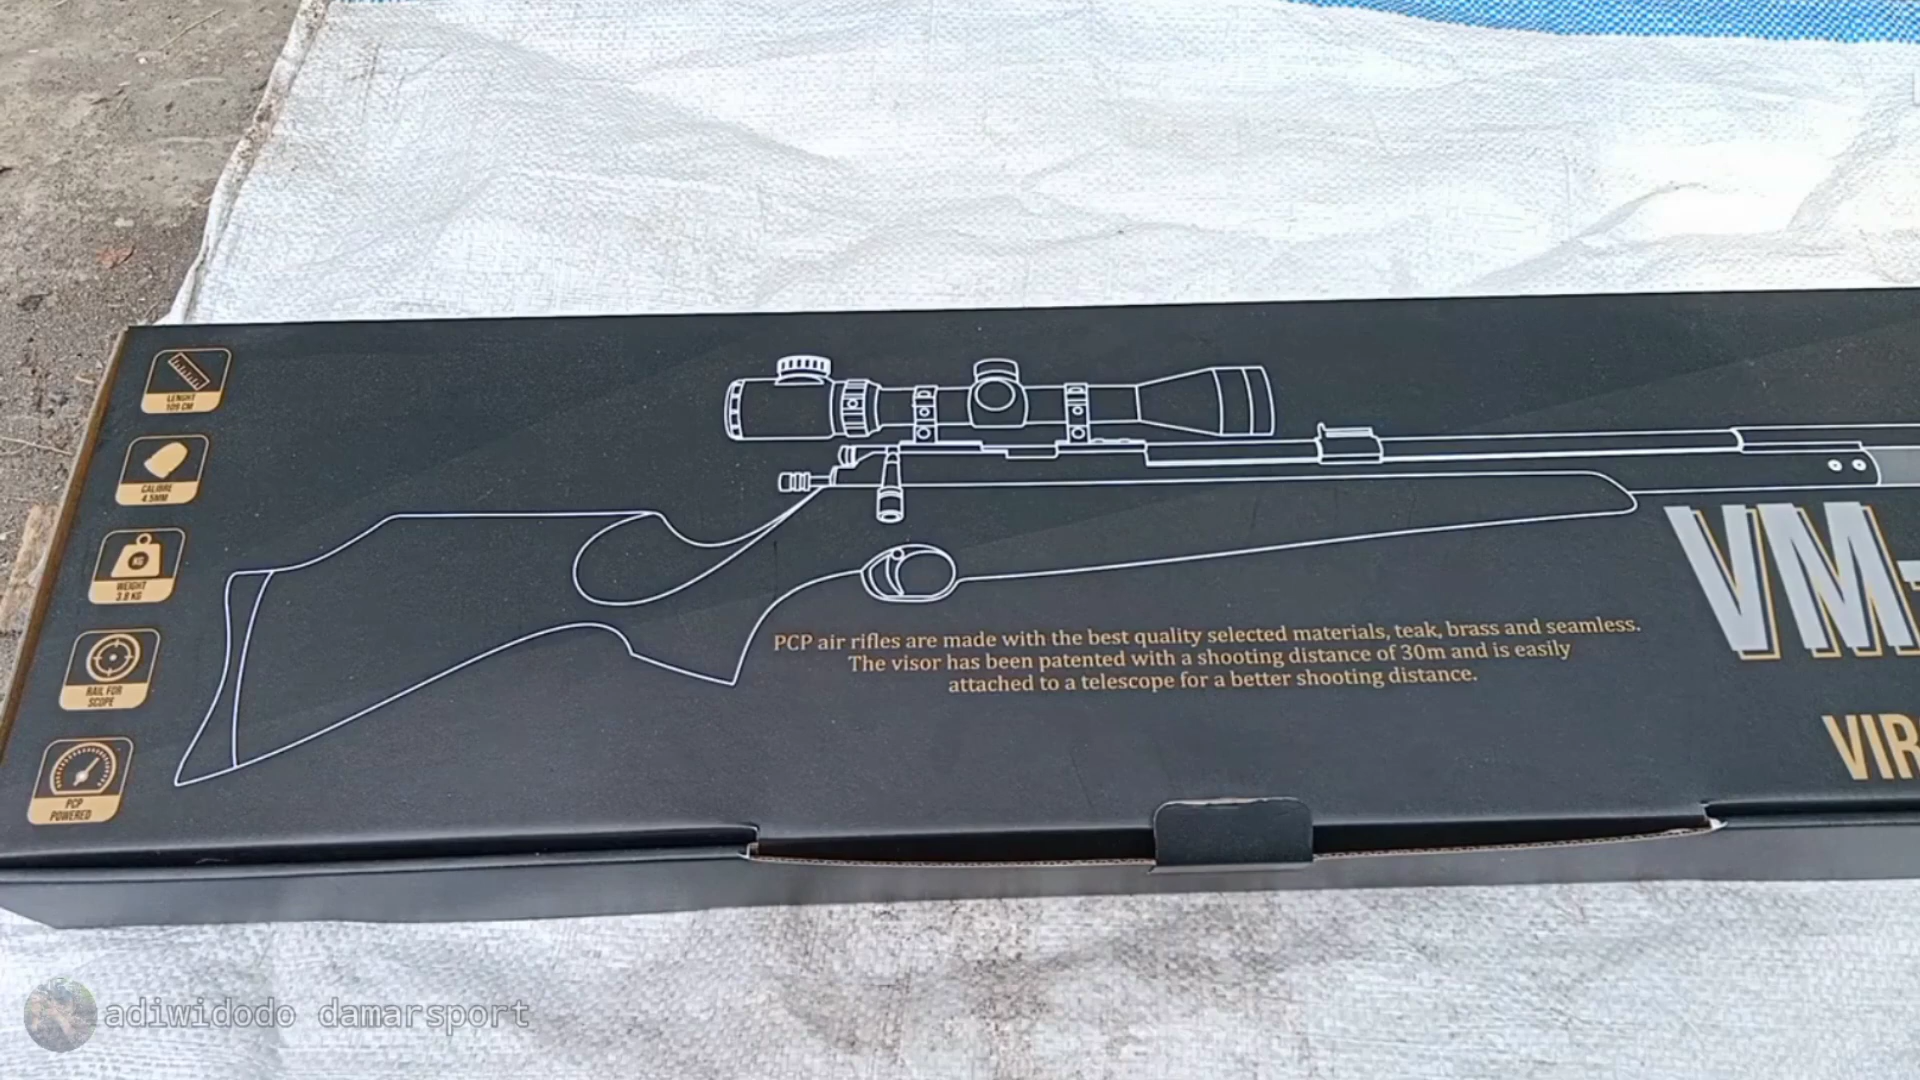 LENGHT
109 CM
CALIBRE
4.5MM
KG
WEIGHT
3.8 KG
RAIL FOR
SCOPE
PCP
POWERED
PCP air rifles are made with the best quality selected materials, teak, brass and seamless.
The visor has been patented with a shooting distance of 30m and is easily
attached to a telescope for a better shooting distance.
VM-
VIR
adiwidodo damarsport